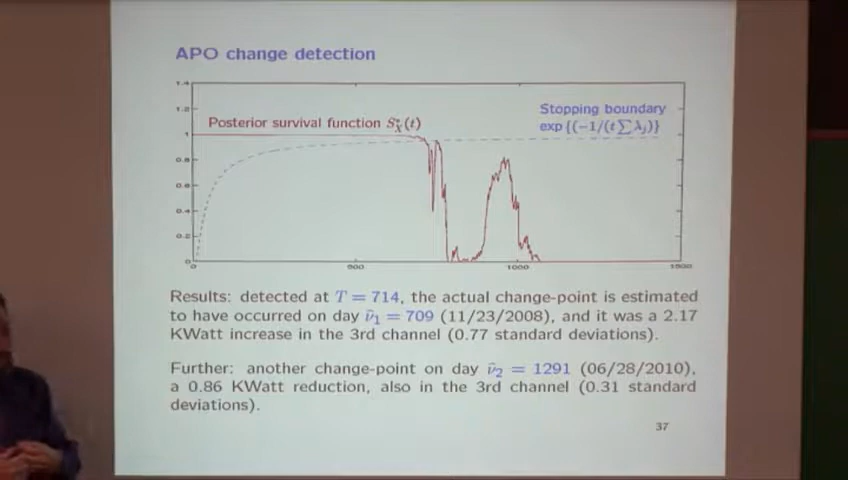 APO change detection
1.4
1.2
Posterior survival function S*X(t)
Stopping boundary
exp{(−1/(t∑λj)}
1
0.8
0.6
0.4
0.2
0
0 500 1000 1500
Results: detected at T = 714, the actual change-point is estimated
to have occurred on day ν̂1 = 709 (11/23/2008), and it was a 2.17
KWatt increase in the 3rd channel (0.77 standard deviations).
Further: another change-point on day ν̂2 = 1291 (06/28/2010),
a 0.86 KWatt reduction, also in the 3rd channel (0.31 standard
deviations).
37